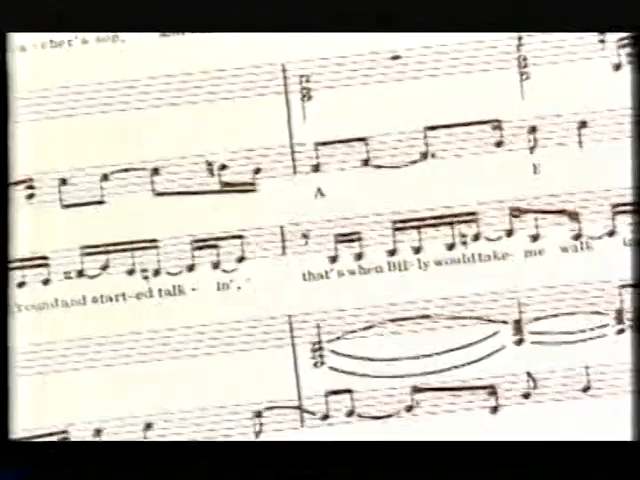 a - cher's son,
A E
'round and start-ed talk - in',
that's when Bil-ly would take me walk